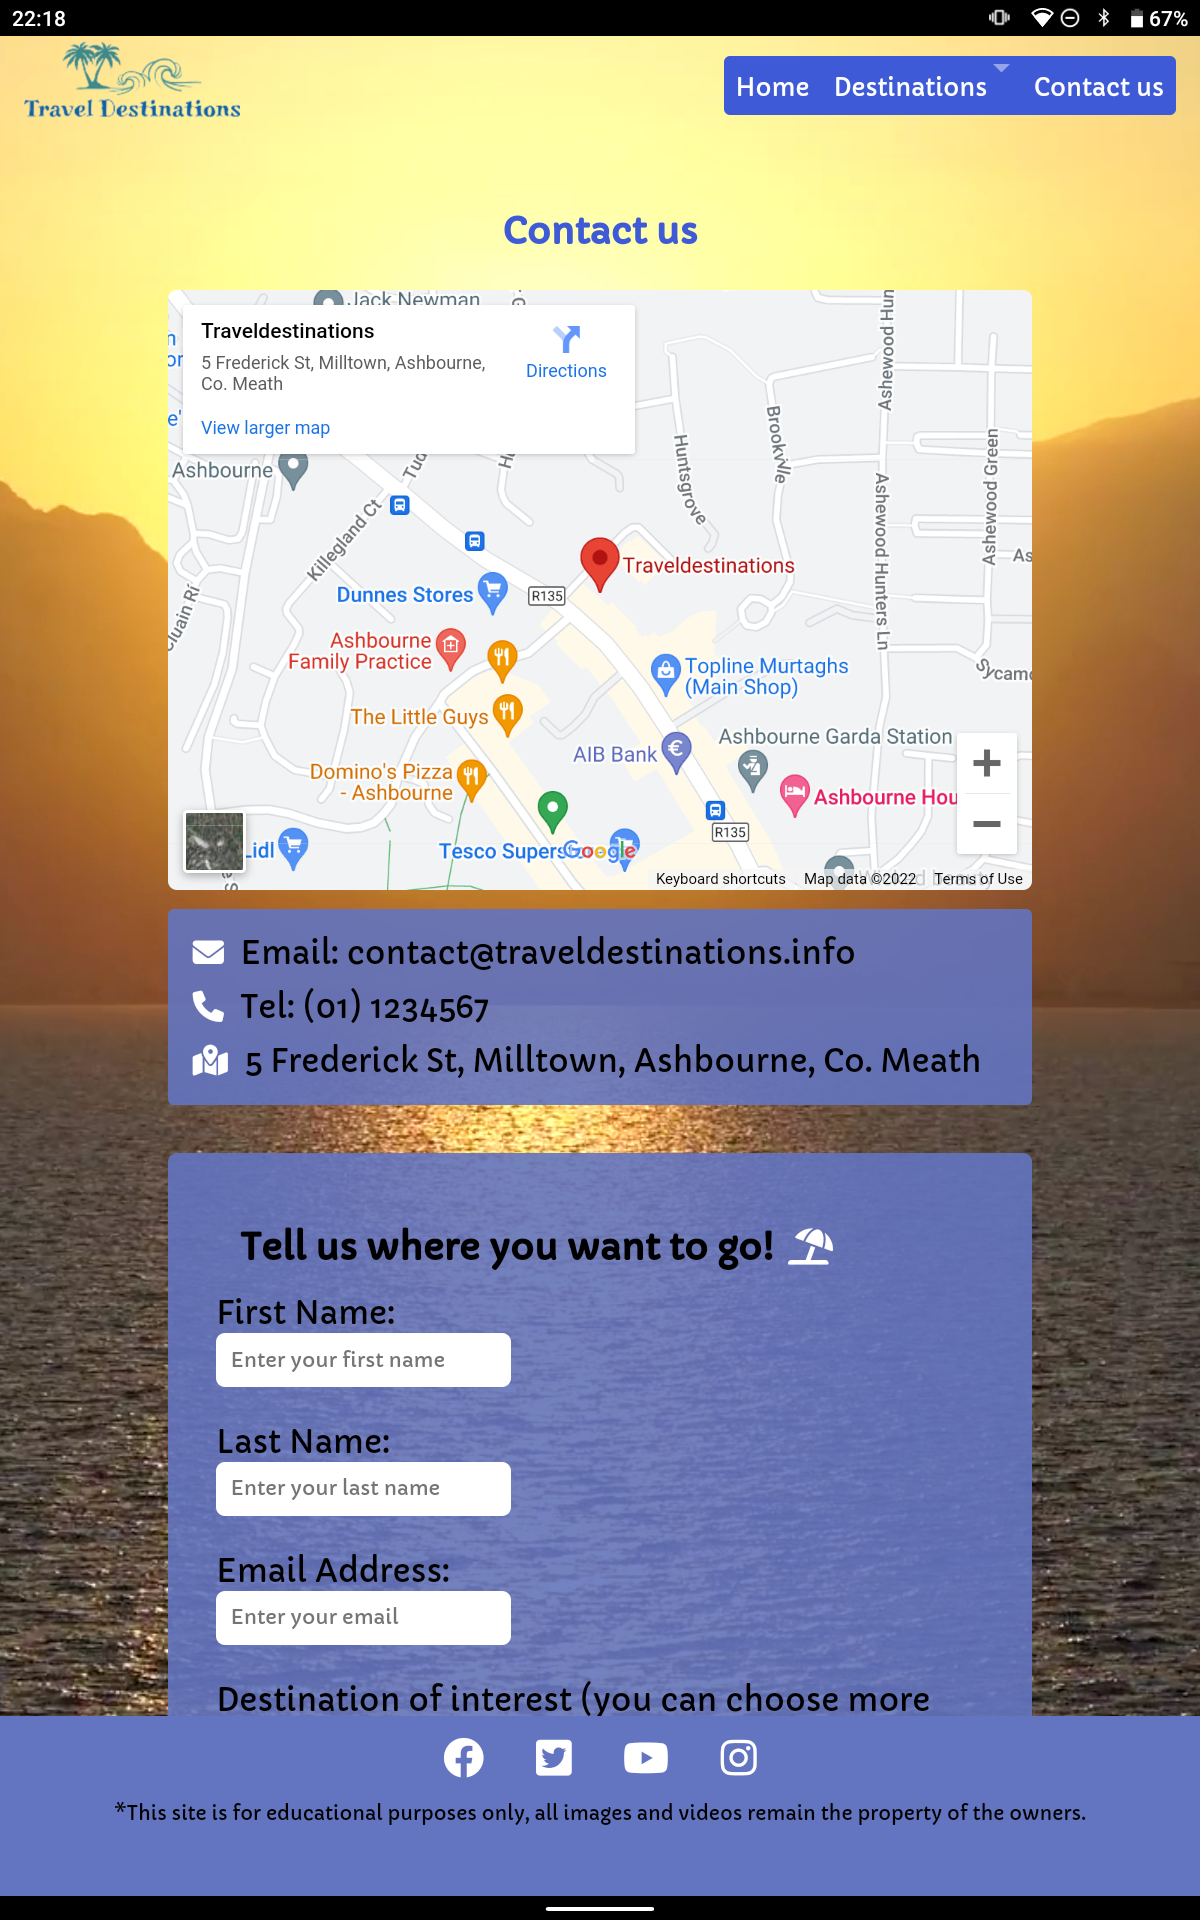 22:18
67%
Travel Destinations
Home
Destinations
Contact us
Contact us
Jack Newman
Traveldestinations
5 Frederick St, Milltown, Ashbourne,
Co. Meath
Directions
View larger map
Ashbourne
Killegland Ct
Huntsgrove
Brookville
Ashewood Hun
Ashewood Green
Ashewood Hunters Ln
As
Traveldestinations
Dunnes Stores
R135
Cluain Rí
Ashbourne
Family Practice
Topline Murtaghs
(Main Shop)
Sycam
The Little Guys
AIB Bank
Ashbourne Garda Station
Domino's Pizza
- Ashbourne
Ashbourne Hou
R135
Lidl
Tesco Supers
Google
Keyboard shortcuts
Map data ©2022
Terms of Use
Email: contact@traveldestinations.info
Tel: (01) 1234567
5 Frederick St, Milltown, Ashbourne, Co. Meath
Tell us where you want to go!
First Name:
Enter your first name
Last Name:
Enter your last name
Email Address:
Enter your email
Destination of interest (you can choose more
*This site is for educational purposes only, all images and videos remain the property of the owners.